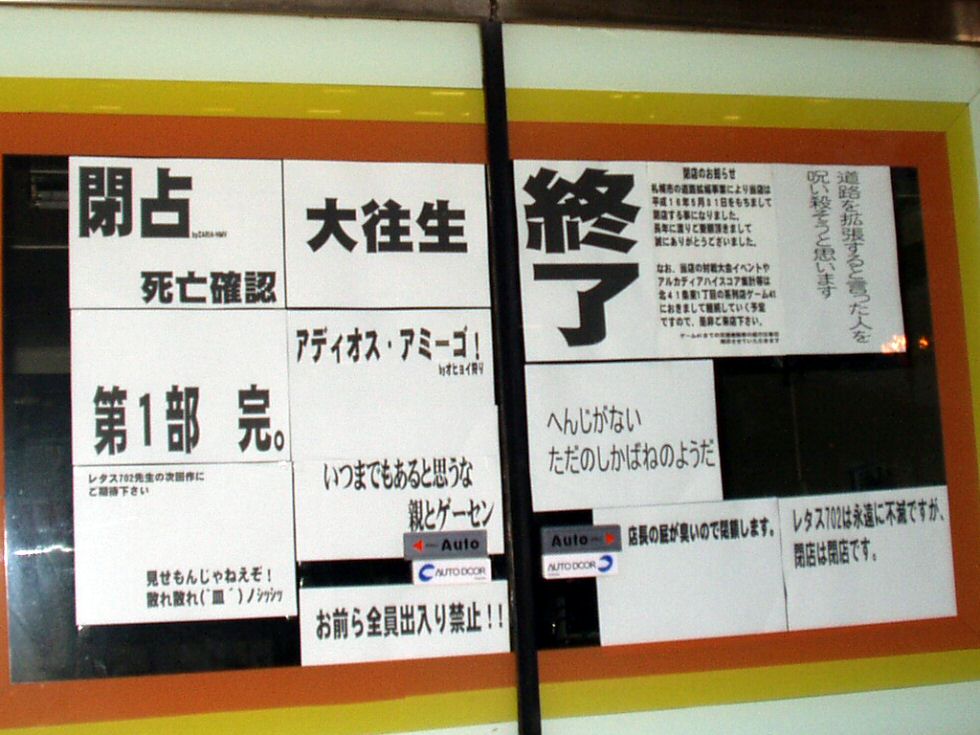 閉占
byCARIA-HMY
死亡確認
大往生
第1部 完。
アディオス・アミーゴ!
byオヒョイ狩り
レタス702先生の次回作に
ご期待下さい
見せもんじゃねえぞ!
散れ散れ(ﾟ皿ﾟ)ノシッシッ
いつまでもあると思うな
親とゲーセン
Auto
AUTO DOOR
お前ら全員出入り禁止!!
終
了
閉店のお知らせ
札幌市の道路拡幅事業により当店は
平成16年5月31日をもちまして
閉店する事になりました。
長年に渡りご愛顧頂きまして
誠にありがとうございました。
なお、当店の対戦大会イベントや
アルカディアハイスコア集計等は
北41条東1丁目の系列店ゲーム41
におきまして継続していく予定
ですので、是非ご来店下さい。
道路を拡張すると言った人を
呪い殺そうと思います
へんじがない
ただのしかばねのようだ
Auto
AUTO DOOR
店長の屁が臭いので閉鎖します。
レタス702は永遠に不滅ですが、
閉店は閉店です。